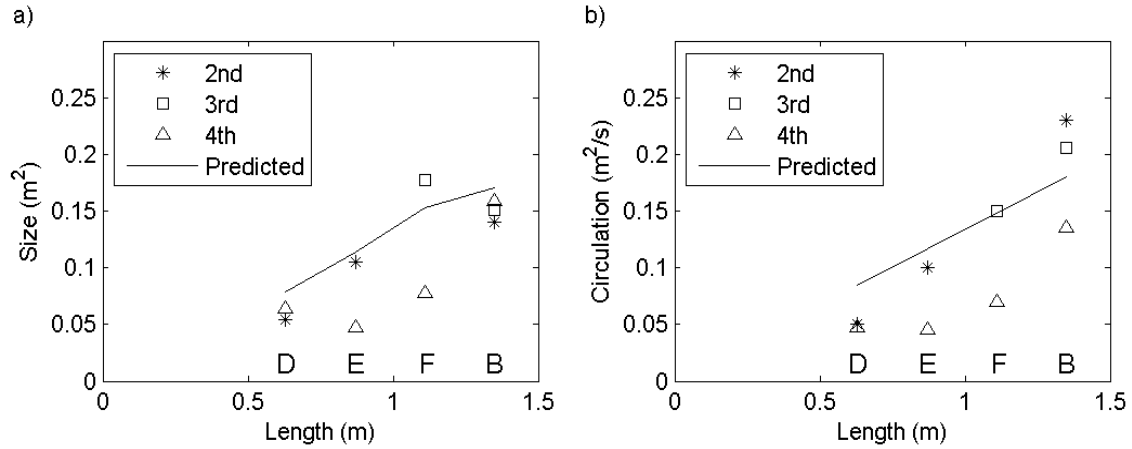 a)
Size (m²)
0.25
0.2
0.15
0.1
0.05
0
2nd
3rd
4th
Predicted
D E F B
0 0.5 1 1.5
Length (m)
b)
Circulation (m²/s)
0.25
0.2
0.15
0.1
0.05
0
2nd
3rd
4th
Predicted
D E F B
0 0.5 1 1.5
Length (m)